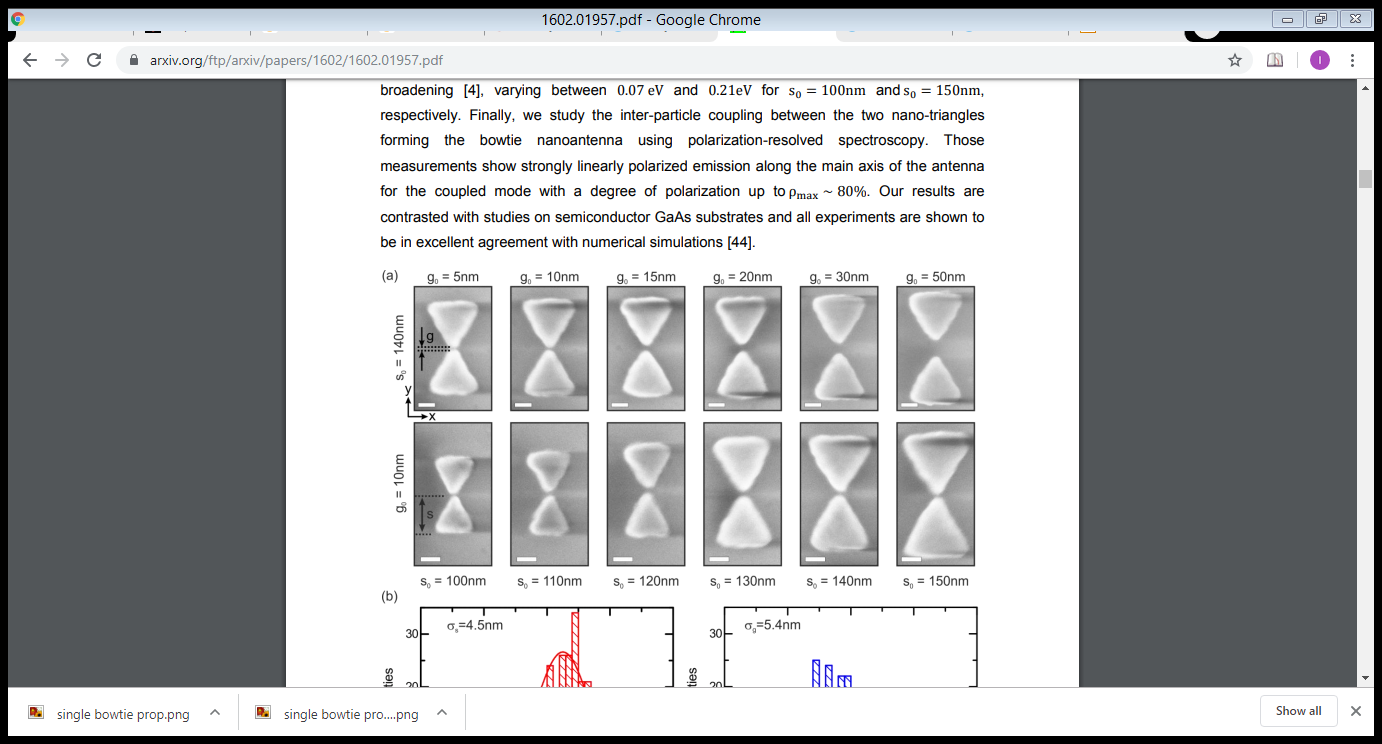 1602.01957.pdf - Google Chrome
arxiv.org/ftp/arxiv/papers/1602/1602.01957.pdf
I
broadening [4], varying between 0.07 eV and 0.21eV for s₀ = 100nm and s₀ = 150nm,
respectively. Finally, we study the inter-particle coupling between the two nano-triangles
forming the bowtie nanoantenna using polarization-resolved spectroscopy. Those
measurements show strongly linearly polarized emission along the main axis of the antenna
for the coupled mode with a degree of polarization up to ρmax ~ 80%. Our results are
contrasted with studies on semiconductor GaAs substrates and all experiments are shown to
be in excellent agreement with numerical simulations [44].
(a)
g₀ = 5nm g₀ = 10nm g₀ = 15nm g₀ = 20nm g₀ = 30nm g₀ = 50nm
s₀ = 140nm
g
y
x
g₀ = 10nm
s
s₀ = 100nm s₀ = 110nm s₀ = 120nm s₀ = 130nm s₀ = 140nm s₀ = 150nm
(b)
σs=4.5nm
30
20
ties
σg=5.4nm
30
20
ties
single bowtie prop.png
single bowtie pro....png
Show all